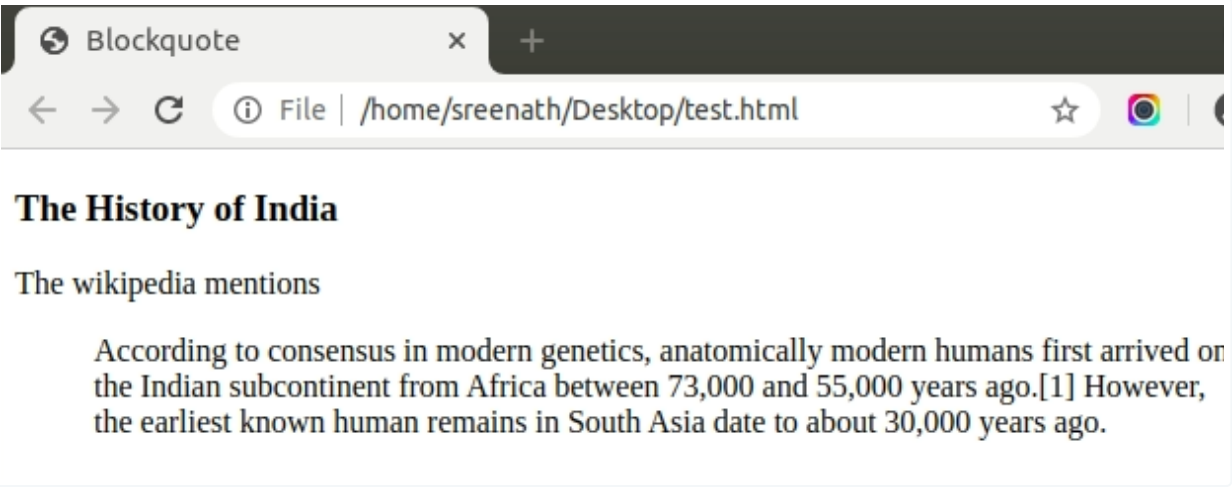 Blockquote
File | /home/sreenath/Desktop/test.html
The History of India
The wikipedia mentions
According to consensus in modern genetics, anatomically modern humans first arrived on
the Indian subcontinent from Africa between 73,000 and 55,000 years ago.[1] However,
the earliest known human remains in South Asia date to about 30,000 years ago.